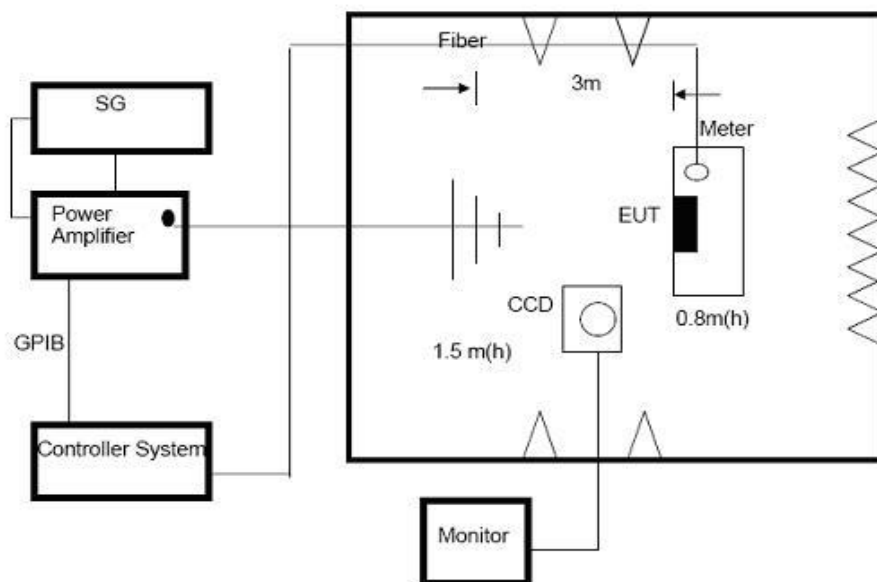 Fiber
3m
SG
Meter
Power
Amplifier
EUT
CCD
0.8m(h)
GPIB
1.5 m(h)
Controller System
Monitor